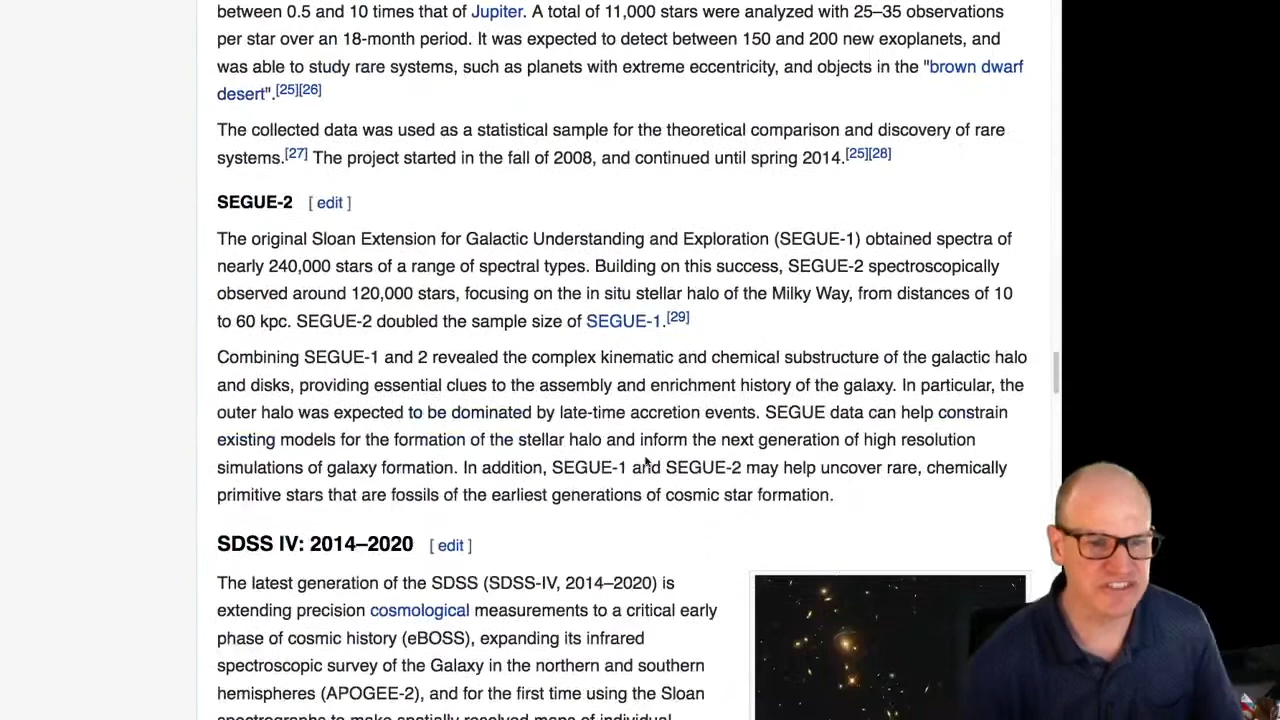 between 0.5 and 10 times that of Jupiter. A total of 11,000 stars were analyzed with 25–35 observations
per star over an 18-month period. It was expected to detect between 150 and 200 new exoplanets, and
was able to study rare systems, such as planets with extreme eccentricity, and objects in the "brown dwarf
desert".[25][26]
The collected data was used as a statistical sample for the theoretical comparison and discovery of rare
systems.[27] The project started in the fall of 2008, and continued until spring 2014.[25][28]
SEGUE-2 [ edit ]
The original Sloan Extension for Galactic Understanding and Exploration (SEGUE-1) obtained spectra of
nearly 240,000 stars of a range of spectral types. Building on this success, SEGUE-2 spectroscopically
observed around 120,000 stars, focusing on the in situ stellar halo of the Milky Way, from distances of 10
to 60 kpc. SEGUE-2 doubled the sample size of SEGUE-1.[29]
Combining SEGUE-1 and 2 revealed the complex kinematic and chemical substructure of the galactic halo
and disks, providing essential clues to the assembly and enrichment history of the galaxy. In particular, the
outer halo was expected to be dominated by late-time accretion events. SEGUE data can help constrain
existing models for the formation of the stellar halo and inform the next generation of high resolution
simulations of galaxy formation. In addition, SEGUE-1 and SEGUE-2 may help uncover rare, chemically
primitive stars that are fossils of the earliest generations of cosmic star formation.
SDSS IV: 2014–2020 [ edit ]
The latest generation of the SDSS (SDSS-IV, 2014–2020) is
extending precision cosmological measurements to a critical early
phase of cosmic history (eBOSS), expanding its infrared
spectroscopic survey of the Galaxy in the northern and southern
hemispheres (APOGEE-2), and for the first time using the Sloan
spectrographs to make spatially resolved maps of individual